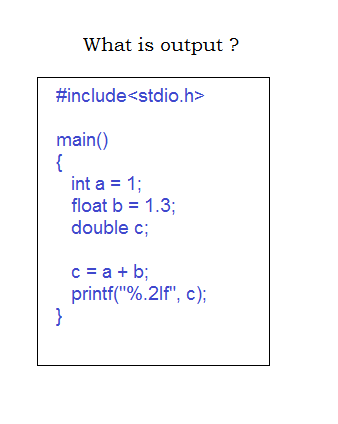 What is output ?
#include<stdio.h>
main()
{
int a = 1;
float b = 1.3;
double c;
c = a + b;
printf("%.2lf", c);
}